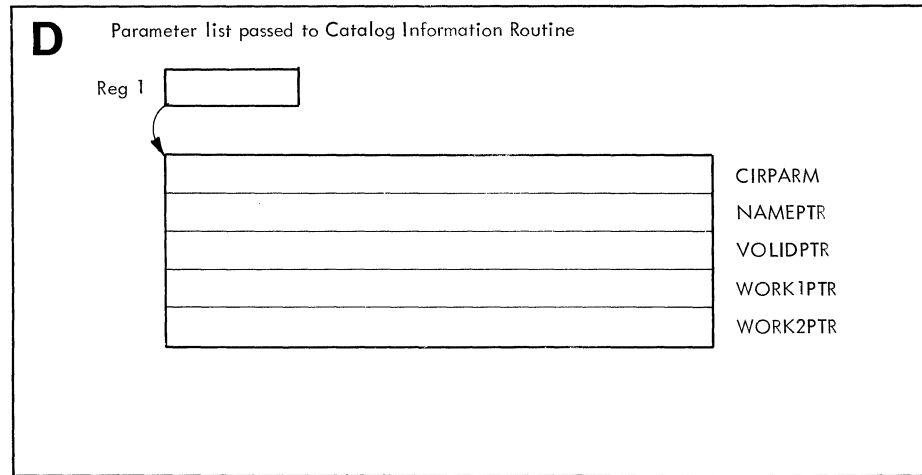 D Parameter list passed to Catalog Information Routine
Reg 1
CIRPARM
NAMEPTR
VOLIDPTR
WORK1PTR
WORK2PTR